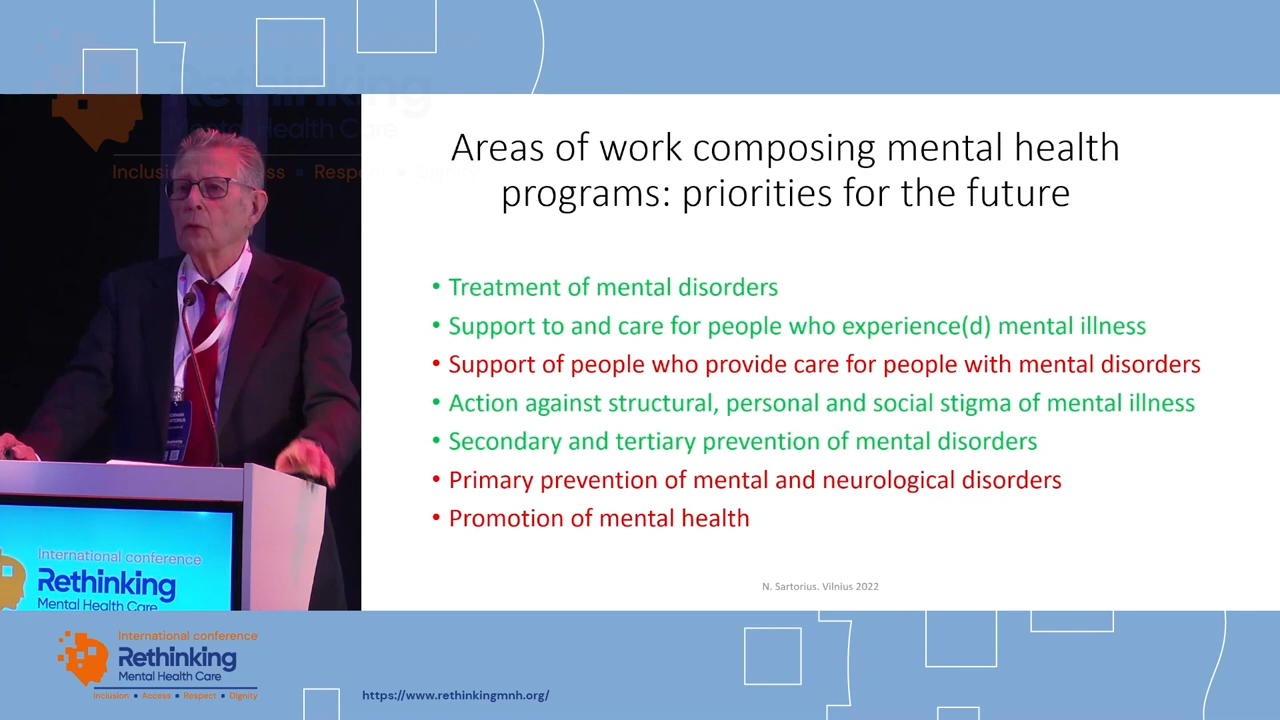 Rethinking
Mental Health Care
Areas of work composing mental health
programs: priorities for the future
• Treatment of mental disorders
• Support to and care for people who experience(d) mental illness
• Support of people who provide care for people with mental disorders
• Action against structural, personal and social stigma of mental illness
• Secondary and tertiary prevention of mental disorders
• Primary prevention of mental and neurological disorders
• Promotion of mental health
N. Sartorius. Vilnius 2022
International conference
Rethinking
Mental Health Care
International conference
Rethinking
Mental Health Care
Inclusion ▪ Access ▪ Respect ▪ Dignity
https://www.rethinkingmnh.org/